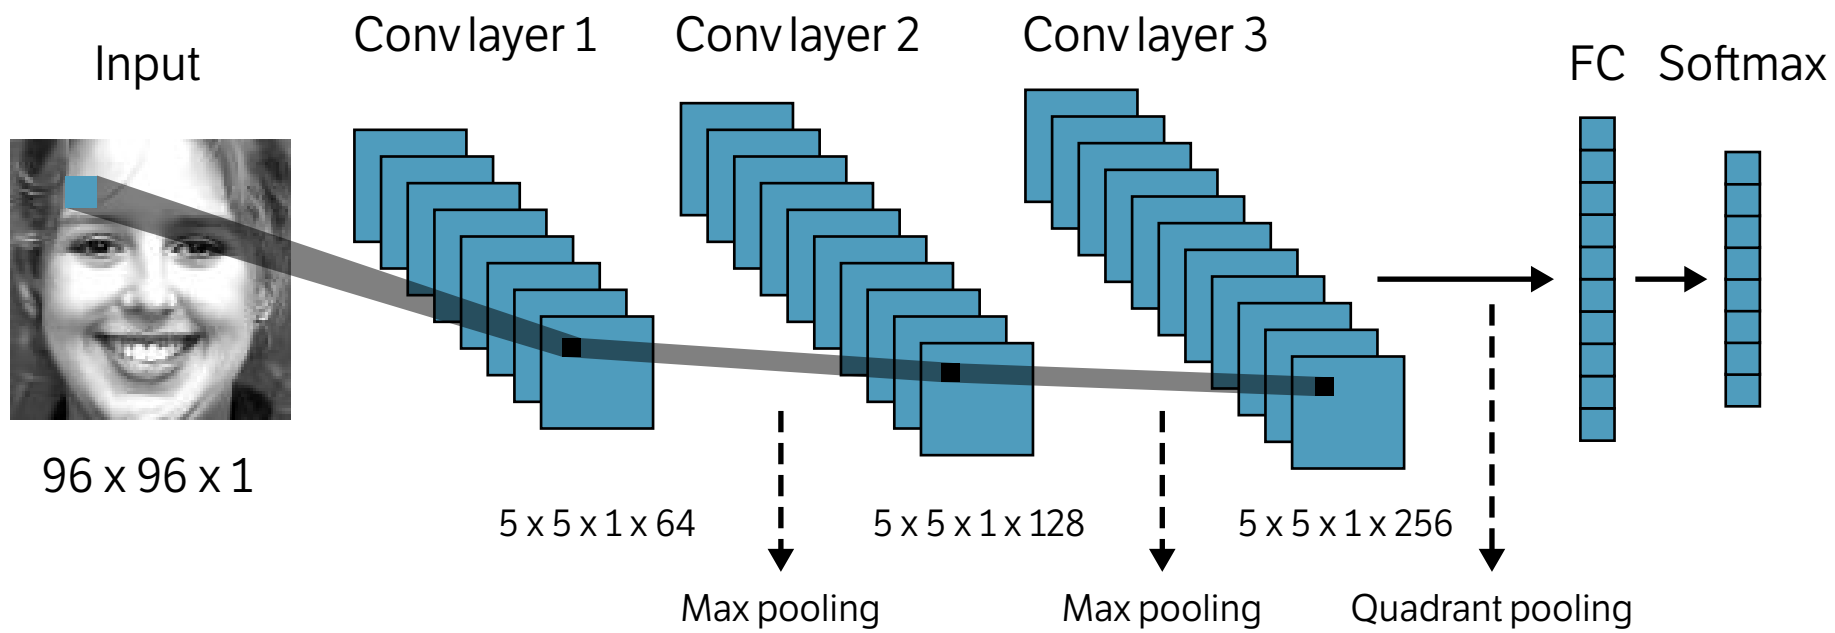 Input
Conv layer 1
Conv layer 2
Conv layer 3
FC
Softmax
96 x 96 x 1
5 x 5 x 1 x 64
5 x 5 x 1 x 128
5 x 5 x 1 x 256
Max pooling
Max pooling
Quadrant pooling